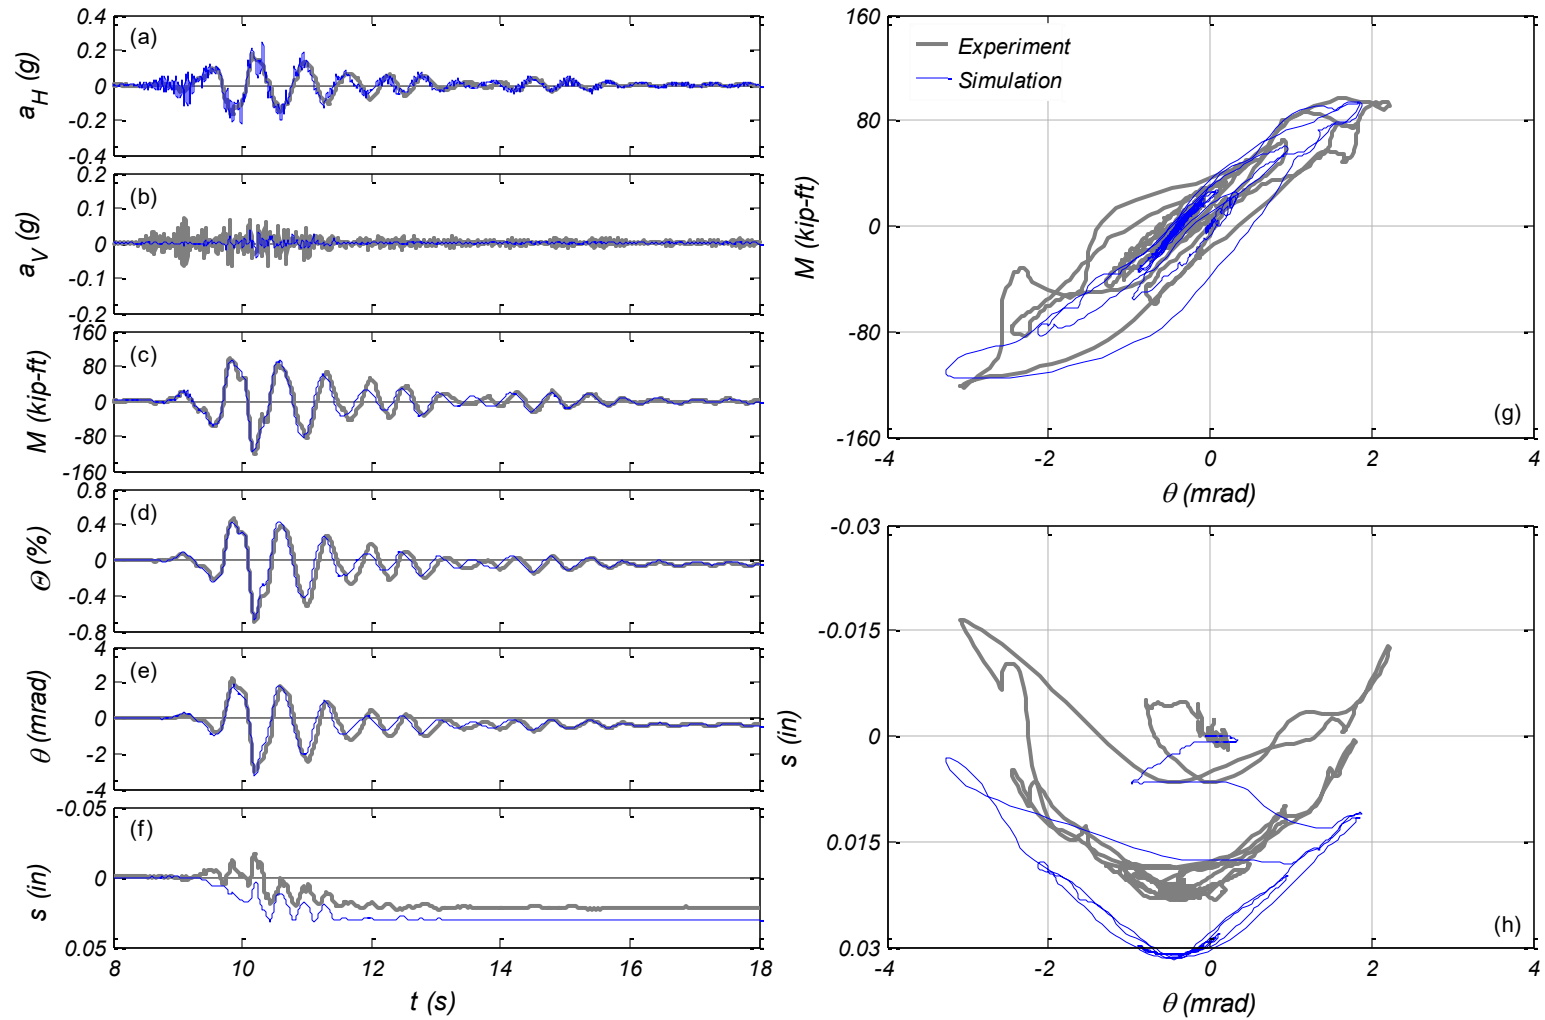 (a)
a_H (g)
0.4
0.2
0
-0.2
-0.4
(b)
a_V (g)
0.2
0.1
0
-0.1
-0.2
(c)
M (kip-ft)
160
80
0
-80
-160
(d)
Θ (%)
0.8
0.4
0
-0.4
-0.8
(e)
θ (mrad)
4
2
0
-2
-4
(f)
s (in)
-0.05
0
0.05
8 10 12 14 16 18
t (s)
Experiment
Simulation
M (kip-ft)
160
80
0
-80
-160
(g)
-4 -2 0 2 4
θ (mrad)
s (in)
-0.03
-0.015
0
0.015
0.03
(h)
-4 -2 0 2 4
θ (mrad)